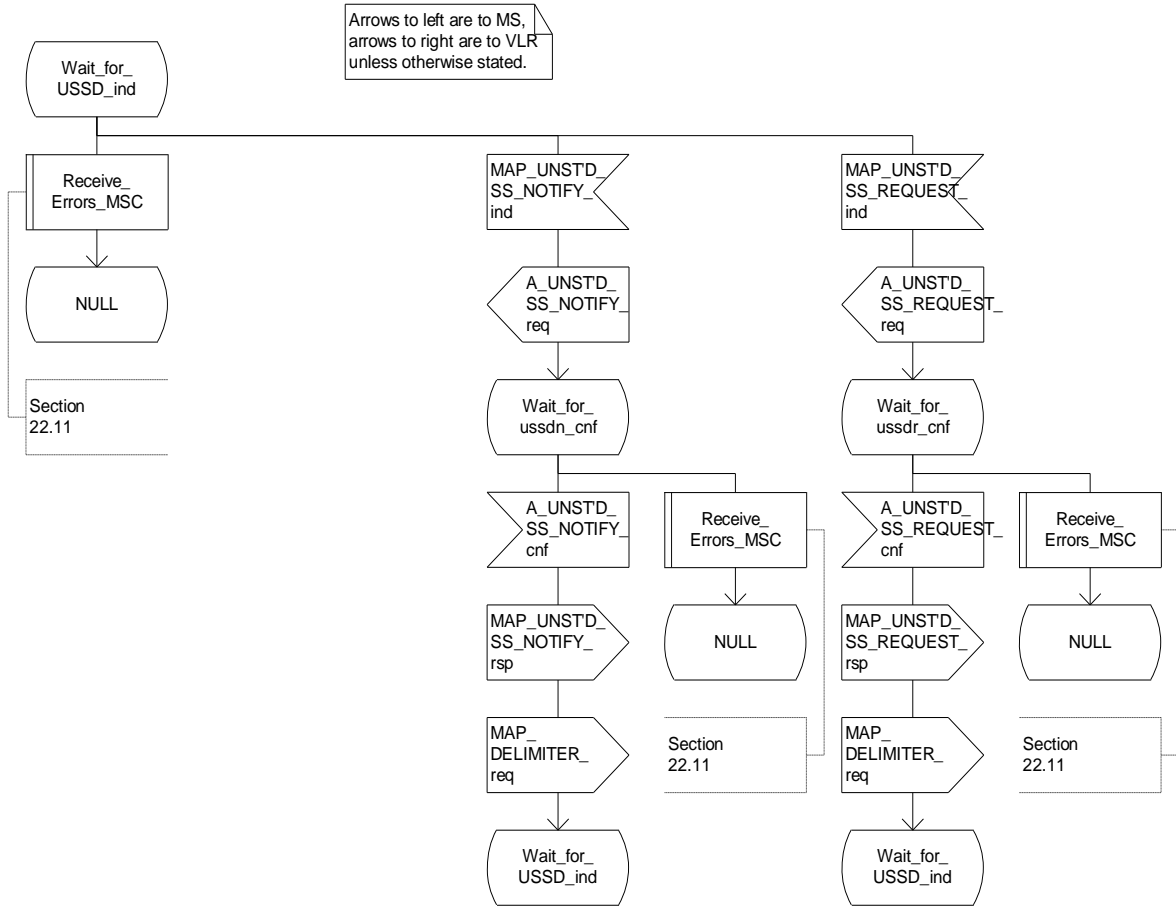 Arrows to left are to MS,
arrows to right are to VLR
unless otherwise stated.
Wait_for_
USSD_ind
Receive_
Errors_MSC
NULL
Section
22.11
MAP_UNST'D_
SS_NOTIFY_
ind
A_UNST'D_
SS_NOTIFY_
req
Wait_for_
ussdn_cnf
A_UNST'D_
SS_NOTIFY_
cnf
MAP_UNST'D_
SS_NOTIFY_
rsp
MAP_
DELIMITER_
req
Wait_for_
USSD_ind
Receive_
Errors_MSC
NULL
Section
22.11
MAP_UNST'D_
SS_REQUEST_
ind
A_UNST'D_
SS_REQUEST_
req
Wait_for_
ussdr_cnf
A_UNST'D_
SS_REQUEST_
cnf
MAP_UNST'D_
SS_REQUEST_
rsp
MAP_
DELIMITER_
req
Wait_for_
USSD_ind
Receive_
Errors_MSC
NULL
Section
22.11